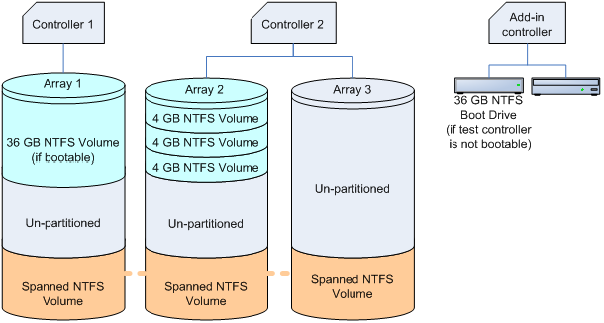 Controller 1
Controller 2
Add-in
controller
Array 1
Array 2
Array 3
36 GB NTFS Volume
(if bootable)
4 GB NTFS Volume
4 GB NTFS Volume
4 GB NTFS Volume
Un-partitioned
36 GB NTFS
Boot Drive
(if test controller
is not bootable)
Un-partitioned
Un-partitioned
Spanned NTFS
Volume
Spanned NTFS
Volume
Spanned NTFS
Volume